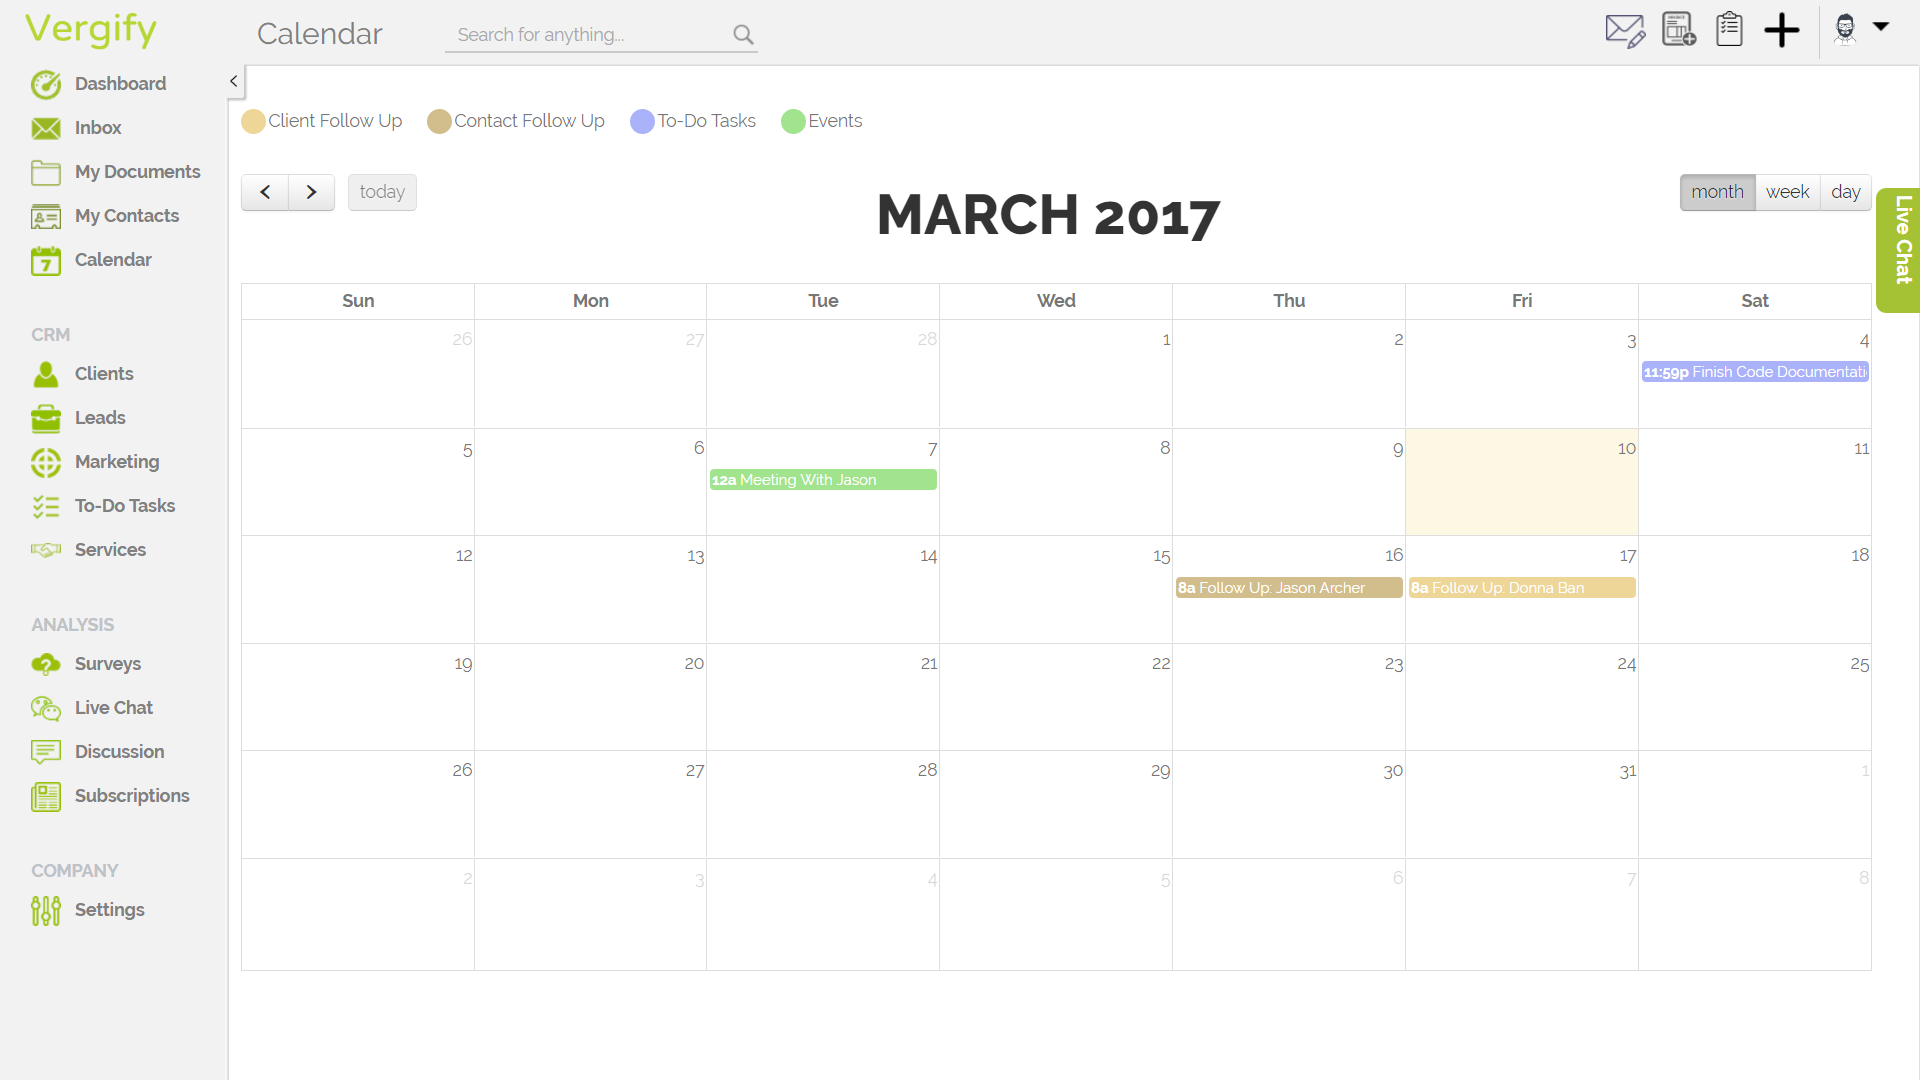 Vergify
Calendar
Search for anything...
Dashboard
Inbox
My Documents
My Contacts
7
Calendar
CRM
Clients
Leads
Marketing
To-Do Tasks
Services
ANALYSIS
Surveys
Live Chat
Discussion
Subscriptions
COMPANY
Settings
Client Follow Up
Contact Follow Up
To-Do Tasks
Events
today
MARCH 2017
month
week
day
Live Chat
Sun Mon Tue Wed Thu Fri Sat
26 27 28 1 2 3 4
11:59p Finish Code Documentati
5 6 7 8 9 10 11
12a Meeting With Jason
12 13 14 15 16 17 18
8a Follow Up: Jason Archer
8a Follow Up: Donna Ban
19 20 21 22 23 24 25
26 27 28 29 30 31 1
2 3 4 5 6 7 8